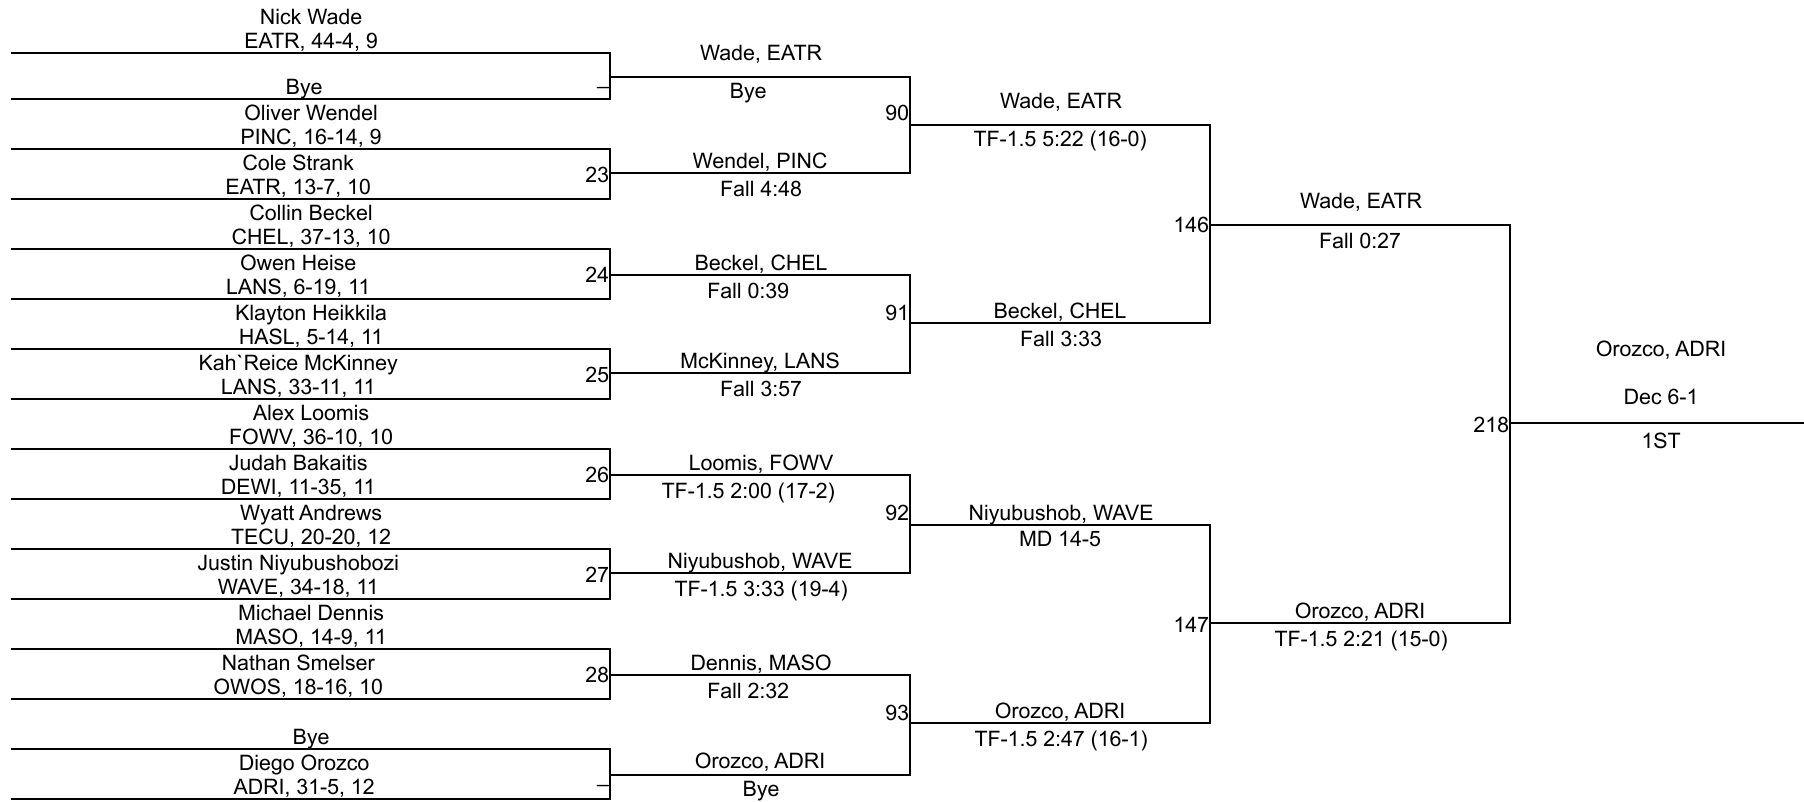 Nick Wade
EATR, 44-4, 9
Bye
Oliver Wendel
PINC, 16-14, 9
Cole Strank
EATR, 13-7, 10
Collin Beckel
CHEL, 37-13, 10
Owen Heise
LANS, 6-19, 11
Klayton Heikkila
HASL, 5-14, 11
Kah`Reice McKinney
LANS, 33-11, 11
Alex Loomis
FOWV, 36-10, 10
Judah Bakaitis
DEWI, 11-35, 11
Wyatt Andrews
TECU, 20-20, 12
Justin Niyubushobozi
WAVE, 34-18, 11
Michael Dennis
MASO, 14-9, 11
Nathan Smelser
OWOS, 18-16, 10
Bye
Diego Orozco
ADRI, 31-5, 12
–
23
24
25
26
27
28
–
Wade, EATR
Bye
Wendel, PINC
Fall 4:48
Beckel, CHEL
Fall 0:39
McKinney, LANS
Fall 3:57
Loomis, FOWV
TF-1.5 2:00 (17-2)
Niyubushob, WAVE
TF-1.5 3:33 (19-4)
Dennis, MASO
Fall 2:32
Orozco, ADRI
Bye
90
91
92
93
Wade, EATR
TF-1.5 5:22 (16-0)
Beckel, CHEL
Fall 3:33
Niyubushob, WAVE
MD 14-5
Orozco, ADRI
TF-1.5 2:47 (16-1)
146
147
Wade, EATR
Fall 0:27
Orozco, ADRI
TF-1.5 2:21 (15-0)
218
Orozco, ADRI
Dec 6-1
1ST